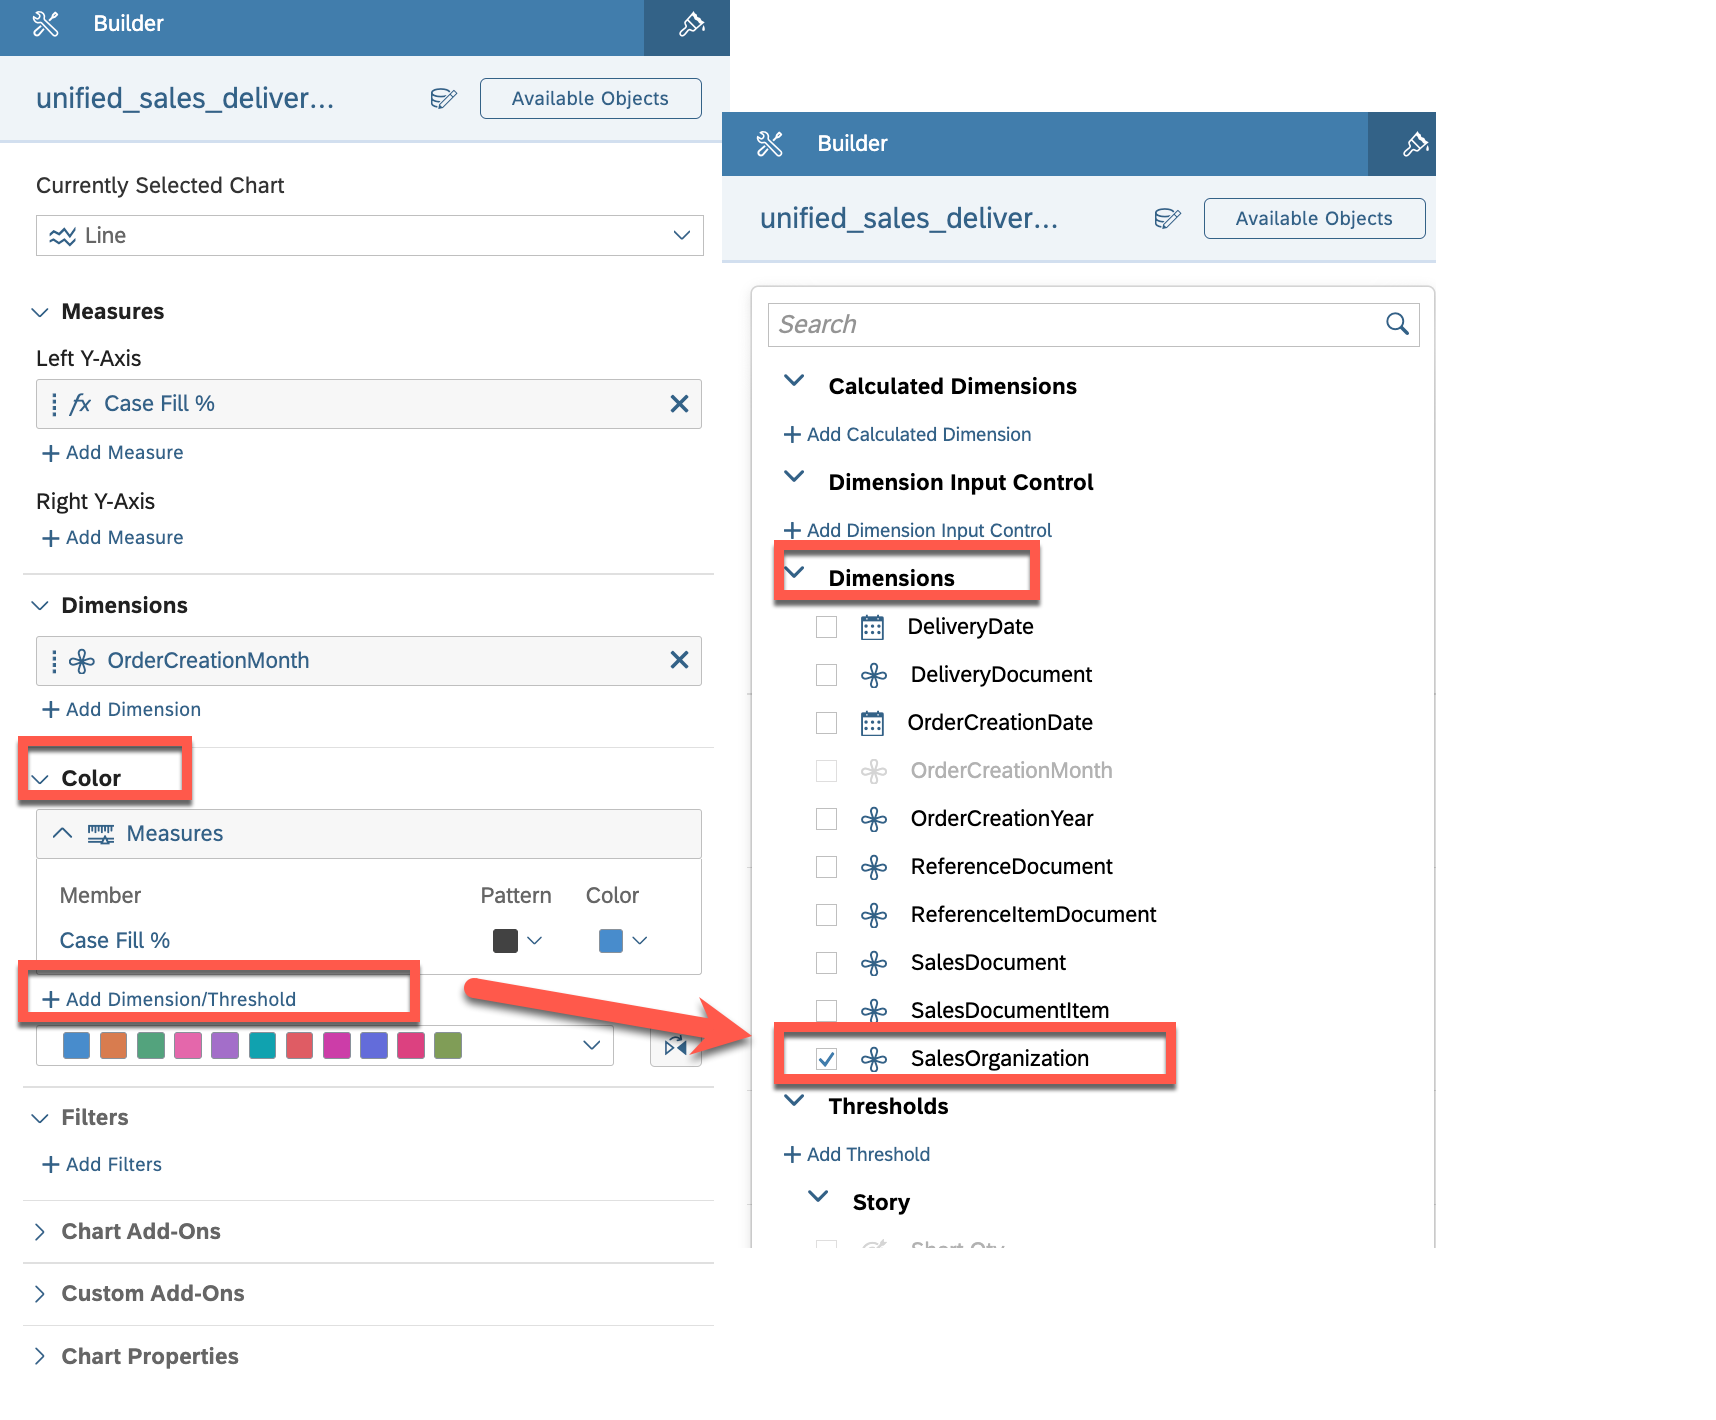 Builder
unified_sales_deliver...
Available Objects
Currently Selected Chart
Line
Measures
Left Y-Axis
fx Case Fill %
+ Add Measure
Right Y-Axis
+ Add Measure
Dimensions
OrderCreationMonth
+ Add Dimension
Color
Measures
Member Pattern Color
Case Fill %
+ Add Dimension/Threshold
Filters
+ Add Filters
Chart Add-Ons
Custom Add-Ons
Chart Properties
Builder
unified_sales_deliver...
Available Objects
Search
Calculated Dimensions
+ Add Calculated Dimension
Dimension Input Control
+ Add Dimension Input Control
Dimensions
DeliveryDate
DeliveryDocument
OrderCreationDate
OrderCreationMonth
OrderCreationYear
ReferenceDocument
ReferenceItemDocument
SalesDocument
SalesDocumentItem
SalesOrganization
Thresholds
+ Add Threshold
Story